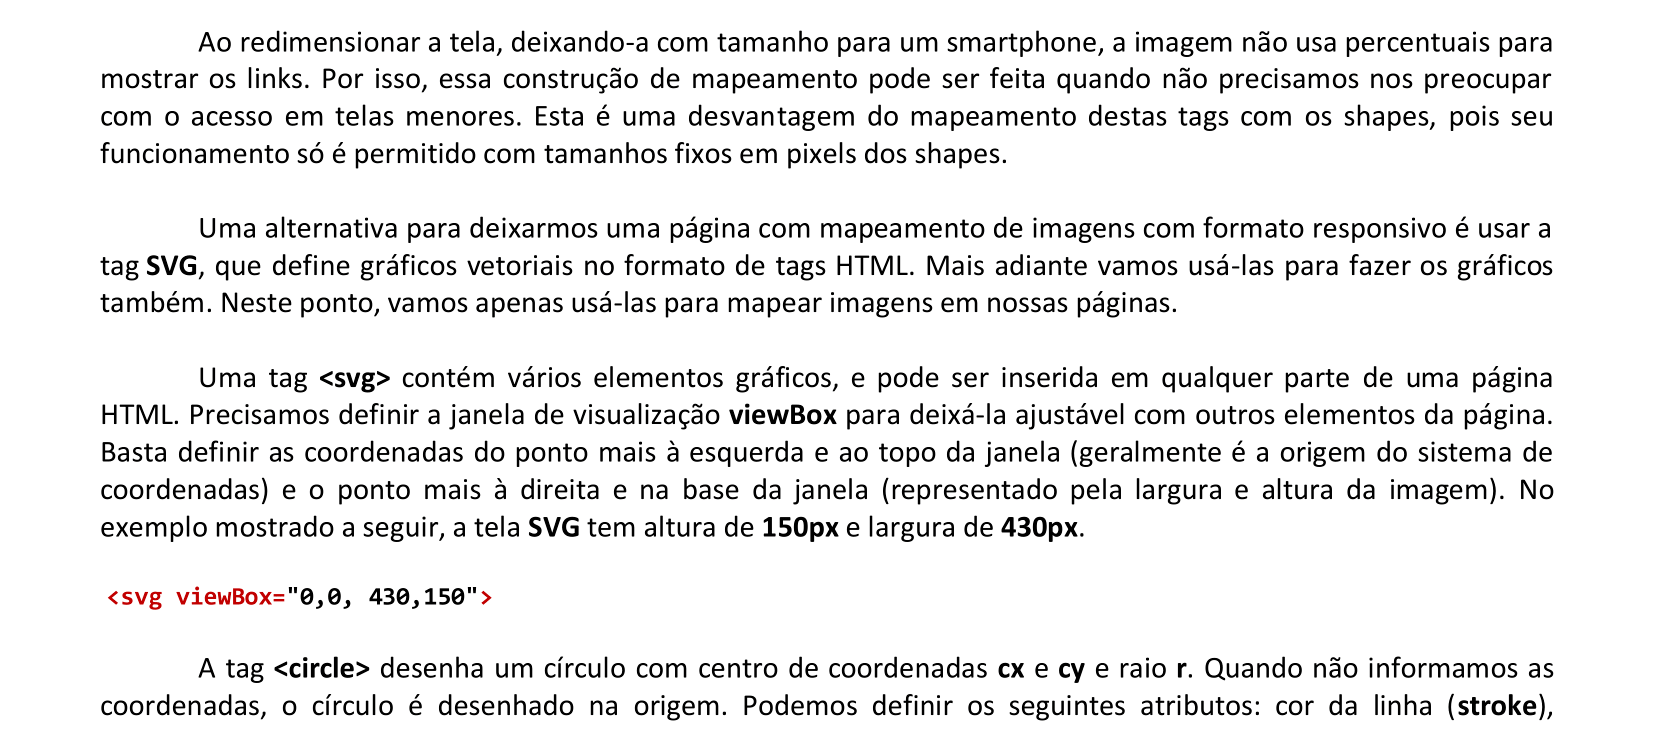 Ao redimensionar a tela, deixando-a com tamanho para um smartphone, a imagem não usa percentuais para
mostrar os links. Por isso, essa construção de mapeamento pode ser feita quando não precisamos nos preocupar
com o acesso em telas menores. Esta é uma desvantagem do mapeamento destas tags com os shapes, pois seu
funcionamento só é permitido com tamanhos fixos em pixels dos shapes.
Uma alternativa para deixarmos uma página com mapeamento de imagens com formato responsivo é usar a
tag SVG, que define gráficos vetoriais no formato de tags HTML. Mais adiante vamos usá-las para fazer os gráficos
também. Neste ponto, vamos apenas usá-las para mapear imagens em nossas páginas.
Uma tag <svg> contém vários elementos gráficos, e pode ser inserida em qualquer parte de uma página
HTML. Precisamos definir a janela de visualização viewBox para deixá-la ajustável com outros elementos da página.
Basta definir as coordenadas do ponto mais à esquerda e ao topo da janela (geralmente é a origem do sistema de
coordenadas) e o ponto mais à direita e na base da janela (representado pela largura e altura da imagem). No
exemplo mostrado a seguir, a tela SVG tem altura de 150px e largura de 430px.
<svg viewBox="0,0, 430,150">
A tag <circle> desenha um círculo com centro de coordenadas cx e cy e raio r. Quando não informamos as
coordenadas, o círculo é desenhado na origem. Podemos definir os seguintes atributos: cor da linha (stroke),